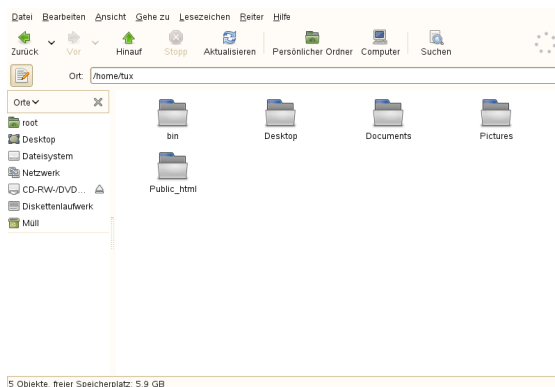 Datei Bearbeiten Ansicht Gehe zu Lesezeichen Reiter Hilfe
Zurück Vor Hinauf Stopp Aktualisieren Persönlicher Ordner Computer Suchen
Ort: /home/tux
Orte
root
Desktop
Dateisystem
Netzwerk
CD-RW-/DVD...
Diskettenlaufwerk
Müll
bin Desktop Documents Pictures
Public_html
5 Objekte, freier Speicherplatz: 5,9 GB